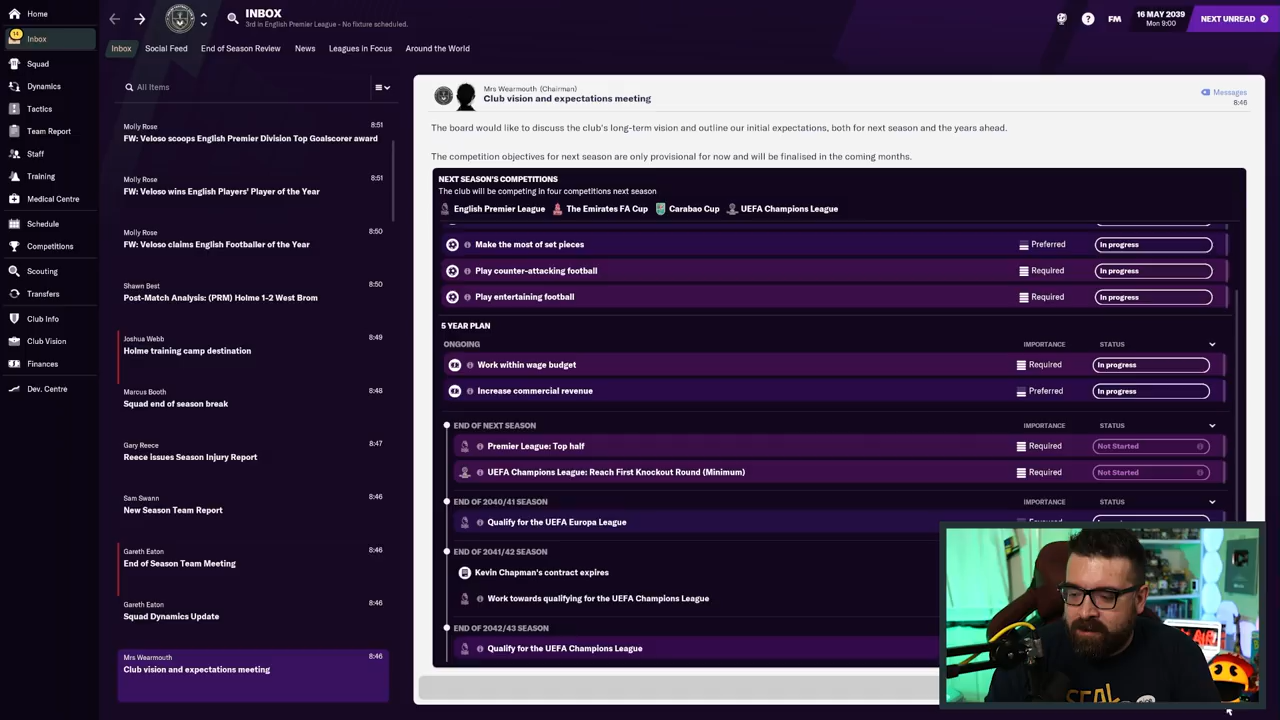 Home
INBOX
3rd in English Premier League - No fixture scheduled.
FM
16 MAY 2039
Mon 9:00
NEXT UNREAD
14
Inbox
Squad
Dynamics
Tactics
Team Report
Staff
Training
Medical Centre
Schedule
Competitions
Scouting
Transfers
Club Info
Club Vision
Finances
Dev. Centre
Inbox
Social Feed
End of Season Review
News
Leagues in Focus
Around the World
All Items
Molly Rose
8:51
FW: Veloso scoops English Premier Division Top Goalscorer award
Molly Rose
8:51
FW: Veloso wins English Players' Player of the Year
Molly Rose
8:50
FW: Veloso claims English Footballer of the Year
Shawn Best
8:50
Post-Match Analysis: (PRM) Holme 1-2 West Brom
Joshua Webb
8:49
Holme training camp destination
Marcus Booth
8:48
Squad end of season break
Gary Reece
8:47
Reece issues Season Injury Report
Sam Swann
8:46
New Season Team Report
Gareth Eaton
8:46
End of Season Team Meeting
Gareth Eaton
8:46
Squad Dynamics Update
Mrs Wearmouth
8:46
Club vision and expectations meeting
Mrs Wearmouth (Chairman)
Club vision and expectations meeting
Messages
8:46
The board would like to discuss the club's long-term vision and outline our initial expectations, both for next season and the years ahead.
The competition objectives for next season are only provisional for now and will be finalised in the coming months.
NEXT SEASON'S COMPETITIONS
The club will be competing in four competitions next season
English Premier League
The Emirates FA Cup
Carabao Cup
UEFA Champions League
Make the most of set pieces
Preferred
In progress
Play counter-attacking football
Required
In progress
Play entertaining football
Required
In progress
5 YEAR PLAN
ONGOING
IMPORTANCE
STATUS
Work within wage budget
Required
In progress
Increase commercial revenue
Preferred
In progress
END OF NEXT SEASON
IMPORTANCE
STATUS
Premier League: Top half
Required
Not Started
UEFA Champions League: Reach First Knockout Round (Minimum)
Required
Not Started
END OF 2040/41 SEASON
IMPORTANCE
STATUS
Qualify for the UEFA Europa League
END OF 2041/42 SEASON
Kevin Chapman's contract expires
Work towards qualifying for the UEFA Champions League
END OF 2042/43 SEASON
Qualify for the UEFA Champions League